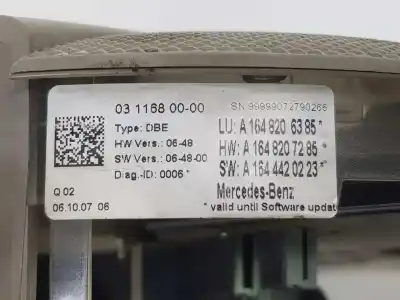 03 1168 00-00
SN 99999072790266
Type: DBE
LU: A 164 820 63 85*
HW Vers.: 06-48
HW: A 164 820 72 85*
SW Vers.: 06-48-00
SW: A 164 442 02 23*
Diag.-ID: 0006*
Mercedes-Benz
Q 02
06.10.07 06
* valid until Software updat